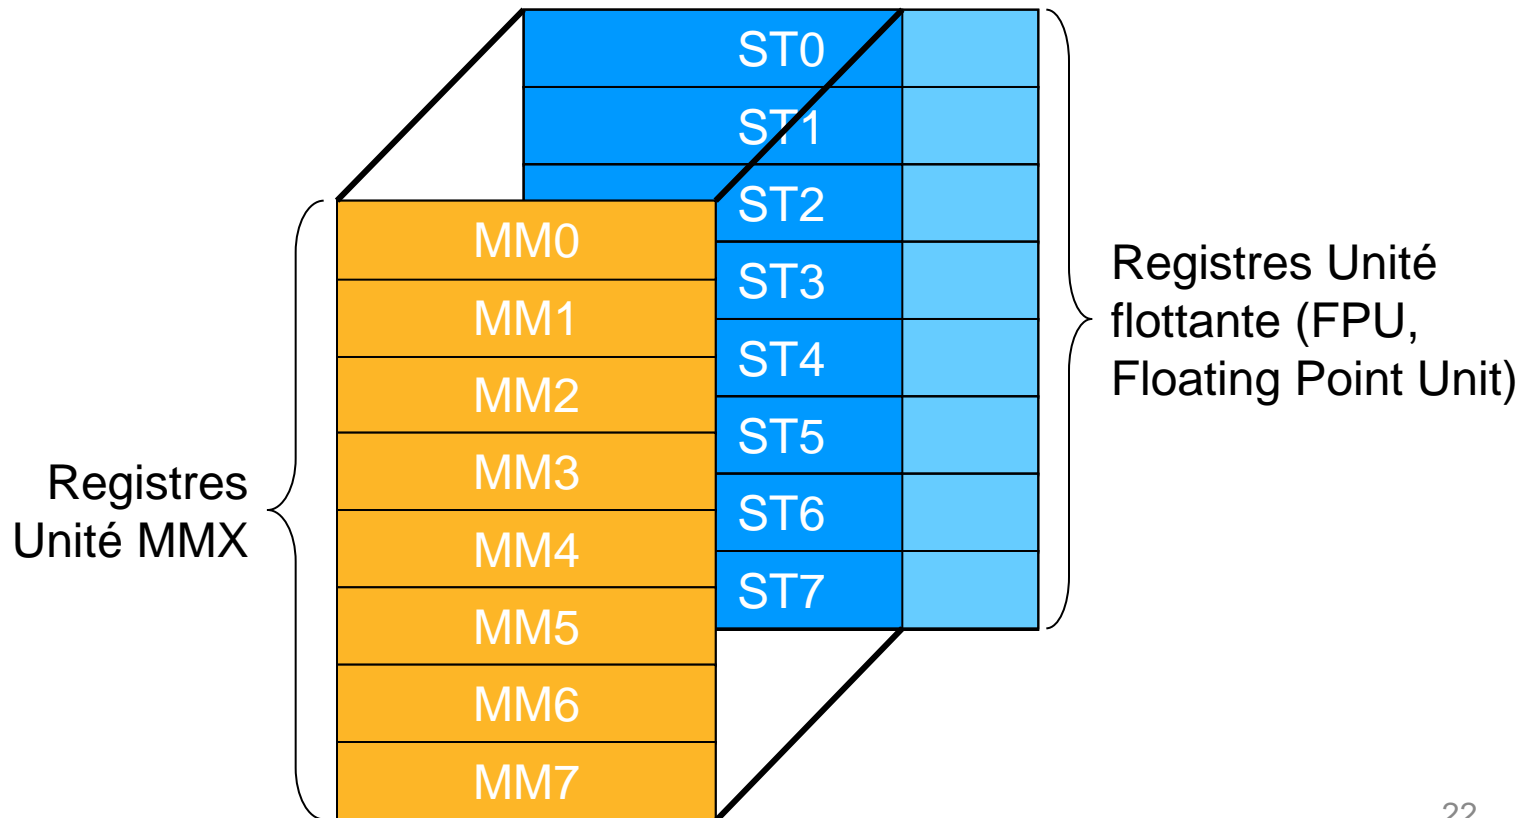 ST0
ST1
ST2
ST3
ST4
ST5
ST6
ST7
MM0
MM1
MM2
MM3
MM4
MM5
MM6
MM7
Registres
Unité MMX
Registres Unité
flottante (FPU,
Floating Point Unit)
22